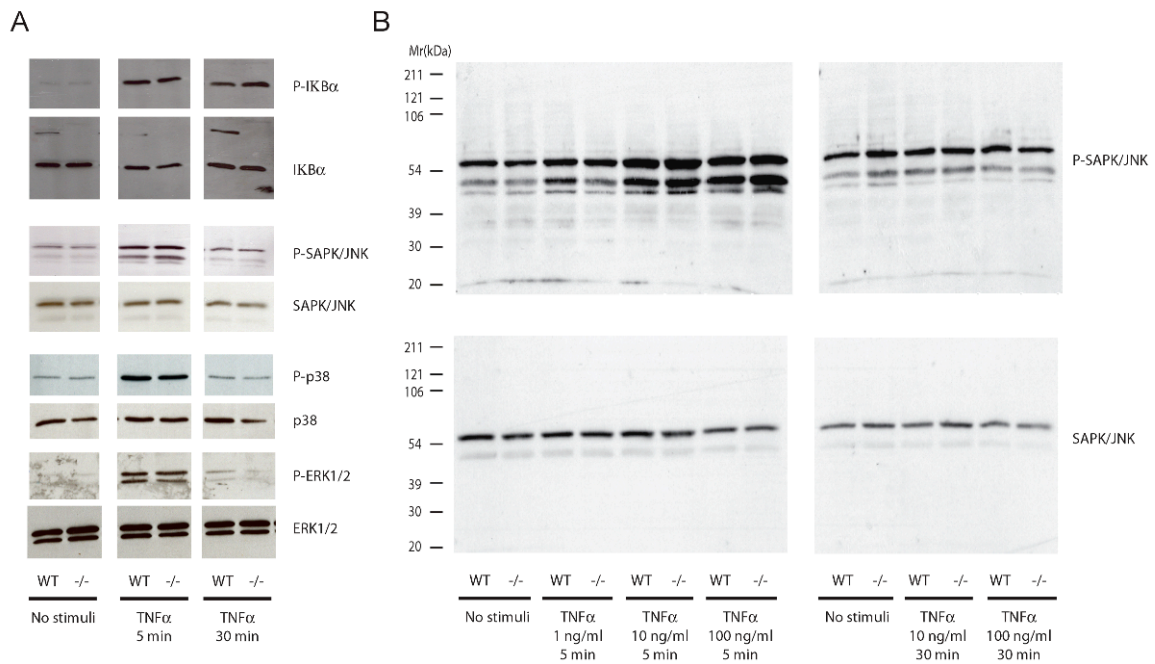 A
P-IKBα
IKBα
P-SAPK/JNK
SAPK/JNK
P-p38
p38
P-ERK1/2
ERK1/2
WT -/- WT -/- WT -/-
No stimuli TNFα TNFα
5 min 30 min
B
Mr(kDa)
211
121
106
54
39
30
20
P-SAPK/JNK
211
121
106
54
39
30
20
SAPK/JNK
WT -/- WT -/- WT -/- WT -/- WT -/- WT -/- WT -/-
No stimuli TNFα TNFα TNFα No stimuli TNFα TNFα
1 ng/ml 10 ng/ml 100 ng/ml 10 ng/ml 100 ng/ml
5 min 5 min 5 min 30 min 30 min